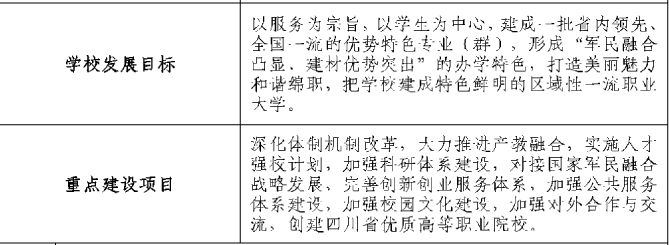 学校发展目标
以服务为宗旨，以学生为中心，建成一批省内领先、
全国一流的优势特色专业（群），形成“军民融合
凸显、建材优势突出”的办学特色，打造美丽魅力
和谐绵职，把学校建成特色鲜明的区域性一流职业
大学。
重点建设项目
深化体制机制改革，大力推进产教融合，实施人才
强校计划，加强科研体系建设，对接国家军民融合
战略发展、完善创新创业服务体系，加强公共服务
体系建设，加强校园文化建设，加强对外合作与交
流，创建四川省优质高等职业院校。